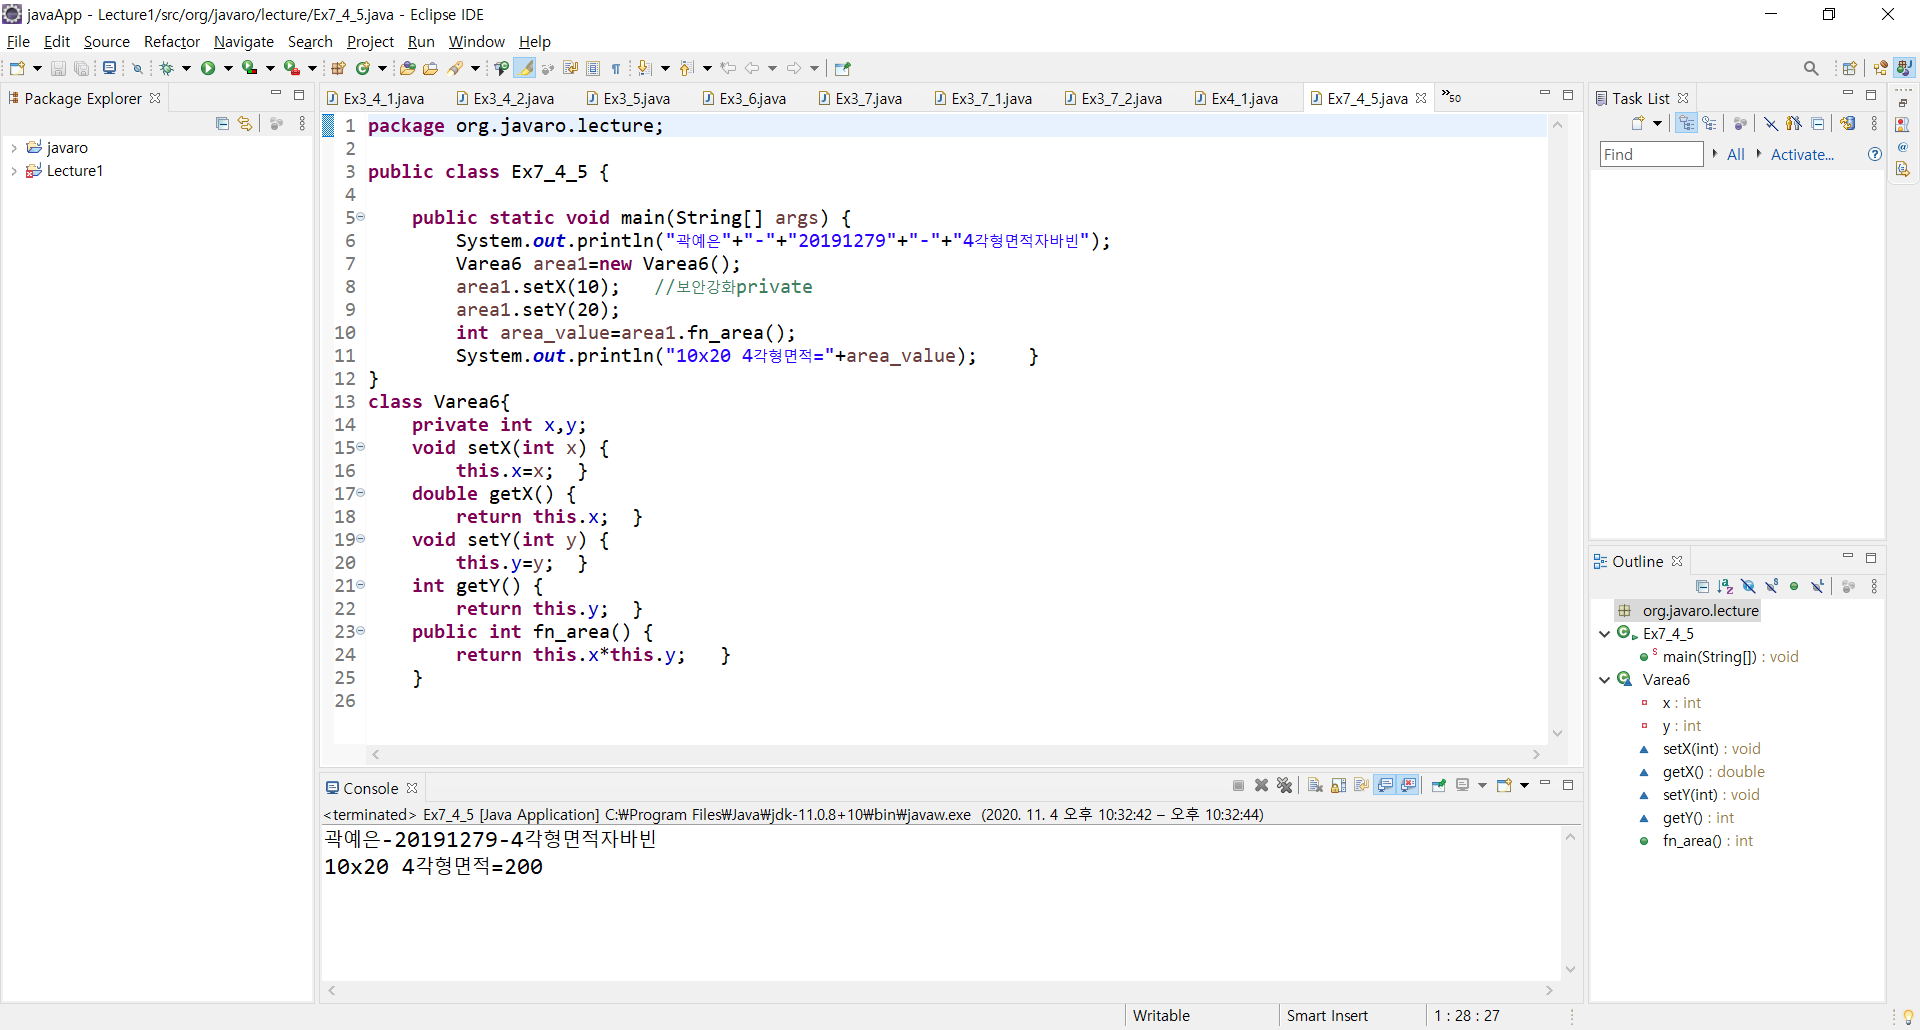 javaApp - Lecture1/src/org/javaro/lecture/Ex7_4_5.java - Eclipse IDE
File Edit Source Refactor Navigate Search Project Run Window Help
Package Explorer
javaro
Lecture1
Ex3_4_1.java Ex3_4_2.java Ex3_5.java Ex3_6.java Ex3_7.java Ex3_7_1.java Ex3_7_2.java Ex4_1.java Ex7_4_5.java »50
1 package org.javaro.lecture;
2
3 public class Ex7_4_5 {
4
5 public static void main(String[] args) {
6 System.out.println("곽예은"+"-"+"20191279"+"-"+"4각형면적자바빈");
7 Varea6 area1=new Varea6();
8 area1.setX(10); //보안강화private
9 area1.setY(20);
10 int area_value=area1.fn_area();
11 System.out.println("10x20 4각형면적="+area_value); }
12 }
13 class Varea6{
14 private int x,y;
15 void setX(int x) {
16 this.x=x; }
17 double getX() {
18 return this.x; }
19 void setY(int y) {
20 this.y=y; }
21 int getY() {
22 return this.y; }
23 public int fn_area() {
24 return this.x*this.y; }
25 }
26
Console
<terminated> Ex7_4_5 [Java Application] C:₩Program Files₩Java₩jdk-11.0.8+10₩bin₩javaw.exe (2020. 11. 4 오후 10:32:42 – 오후 10:32:44)
곽예은-20191279-4각형면적자바빈
10x20 4각형면적=200
Task List
Find All Activate...
Outline
org.javaro.lecture
Ex7_4_5
main(String[]) : void
Varea6
x : int
y : int
setX(int) : void
getX() : double
setY(int) : void
getY() : int
fn_area() : int
Writable Smart Insert 1 : 28 : 27